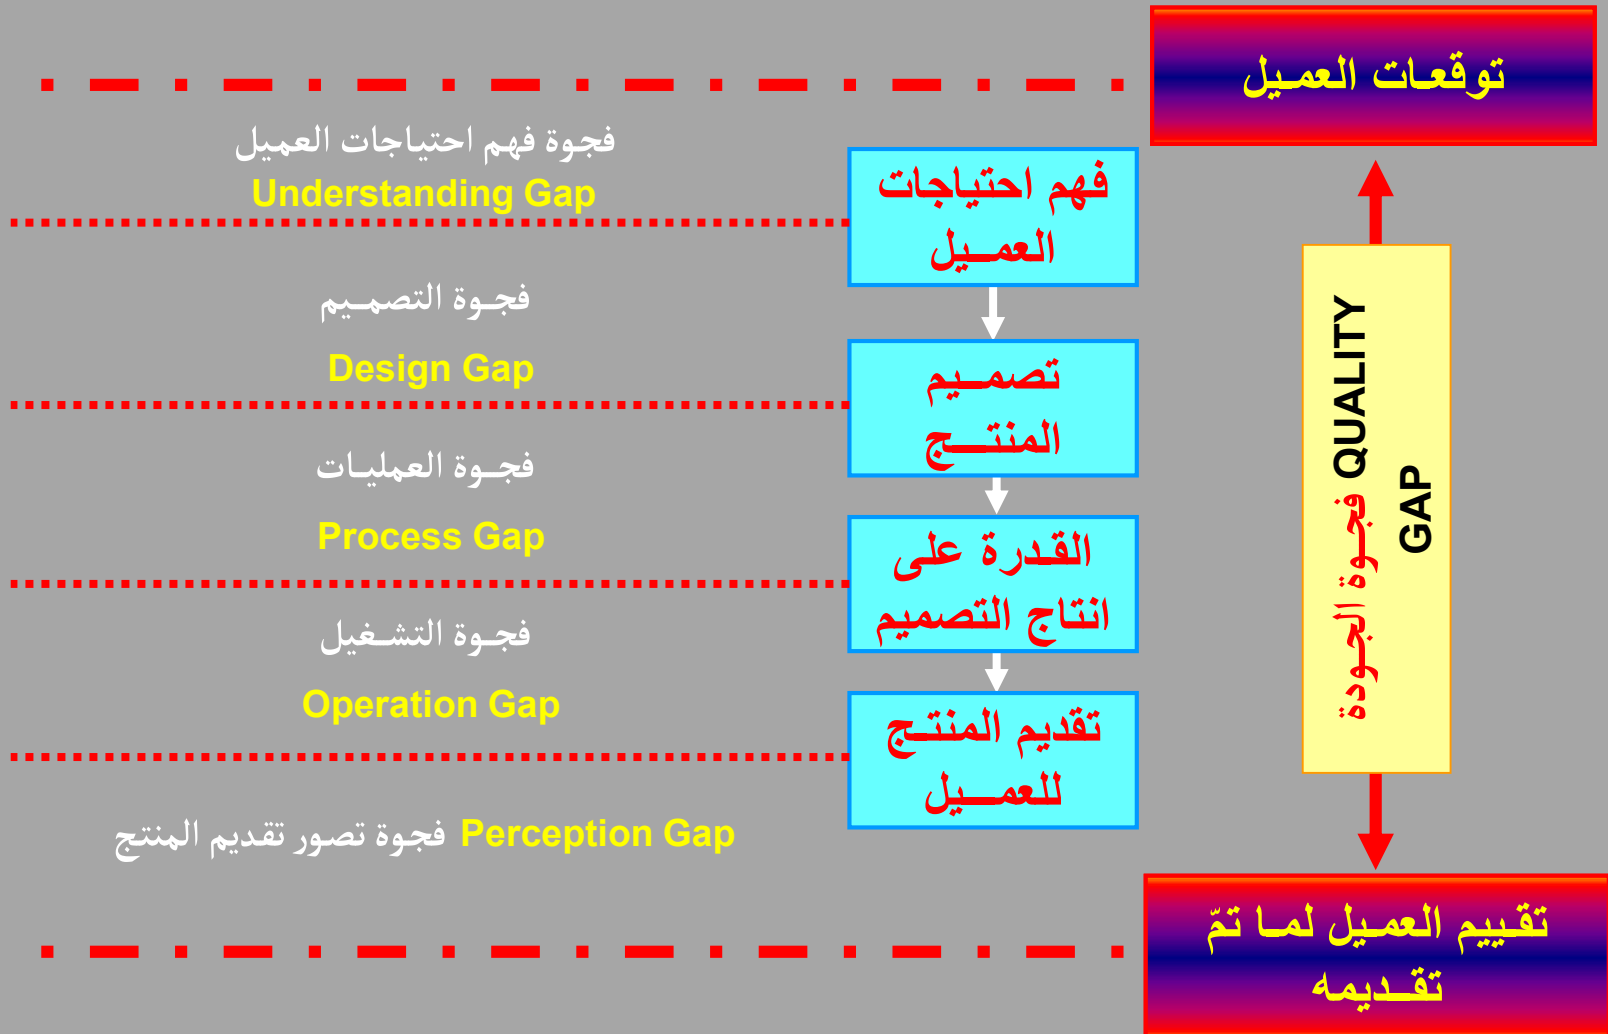 توقعات العميل
فجوة فهم احتياجات العميل
Understanding Gap
فهم احتياجات
العميل
فجوة التصميم
Design Gap
تصميم
المنتج
فجوة العمليات
Process Gap
القدرة على
انتاج التصميم
فجوة التشغيل
Operation Gap
تقديم المنتج
للعميل
Perception Gap فجوة تصور تقديم المنتج
فجوة الجودة QUALITY
GAP
تقييم العميل لما تمّ
تقديمه